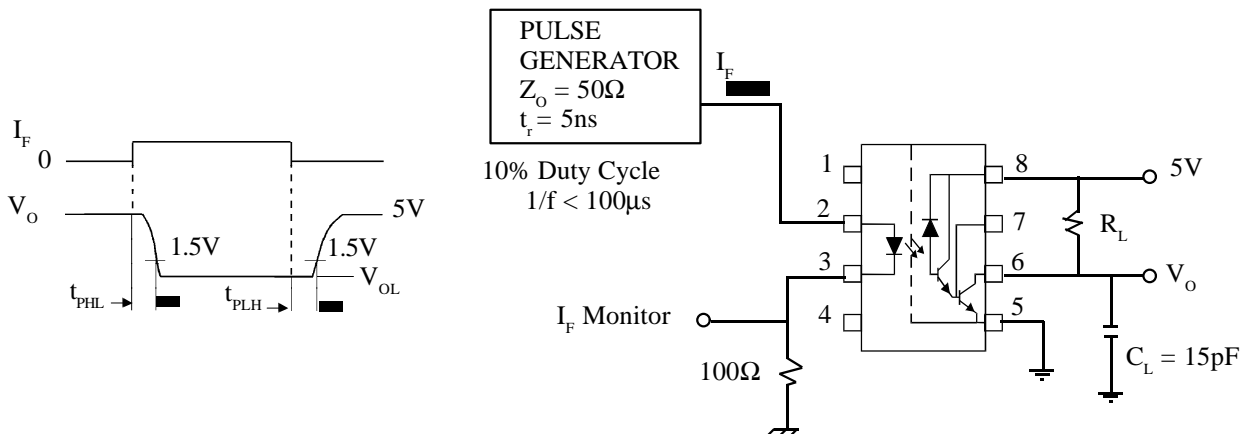 I_F
0
V_O
5V
1.5V
1.5V
V_OL
t_PHL
t_PLH
PULSE
GENERATOR
Z_O = 50Ω
t_r = 5ns
I_F
10% Duty Cycle
1/f < 100μs
1
2
3
4
8
7
6
5
5V
R_L
V_O
I_F Monitor
100Ω
C_L = 15pF